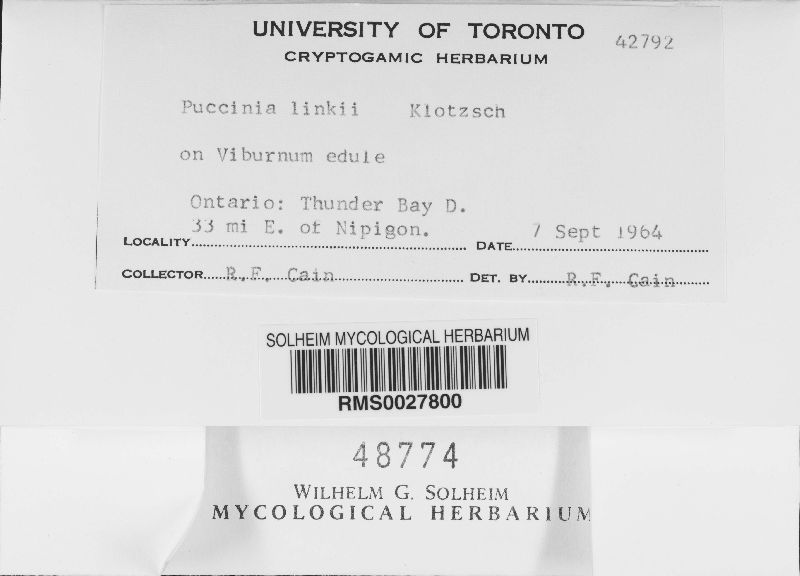 UNIVERSITY OF TORONTO 42792
CRYPTOGAMIC HERBARIUM
Puccinia linkii Klotzsch
on Viburnum edule
Ontario: Thunder Bay D.
33 mi E. of Nipigon. 7 Sept 1964
LOCALITY DATE
COLLECTOR R.F. Cain DET. BY R.F. Cain
SOLHEIM MYCOLOGICAL HERBARIUM
RMS0027800
48774
WILHELM G. SOLHEIM
MYCOLOGICAL HERBARIUM